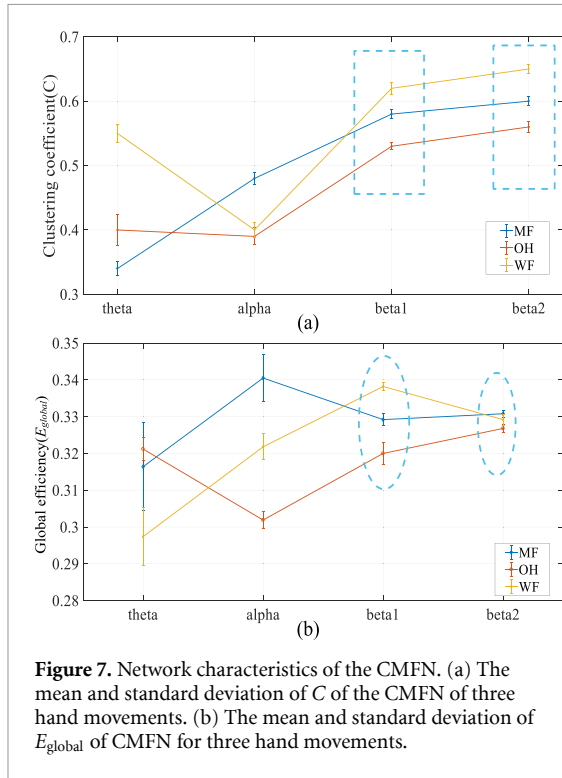 0.7
0.6
0.5
0.4
0.3
Clustering coefficient(C)
MF
OH
WF
theta alpha beta1 beta2
(a)
0.35
0.34
0.33
0.32
0.31
0.3
0.29
0.28
Global efficiency(E_global)
MF
OH
WF
theta alpha beta1 beta2
(b)
Figure 7. Network characteristics of the CMFN. (a) The
mean and standard deviation of C of the CMFN of three
hand movements. (b) The mean and standard deviation of
E_global of CMFN for three hand movements.